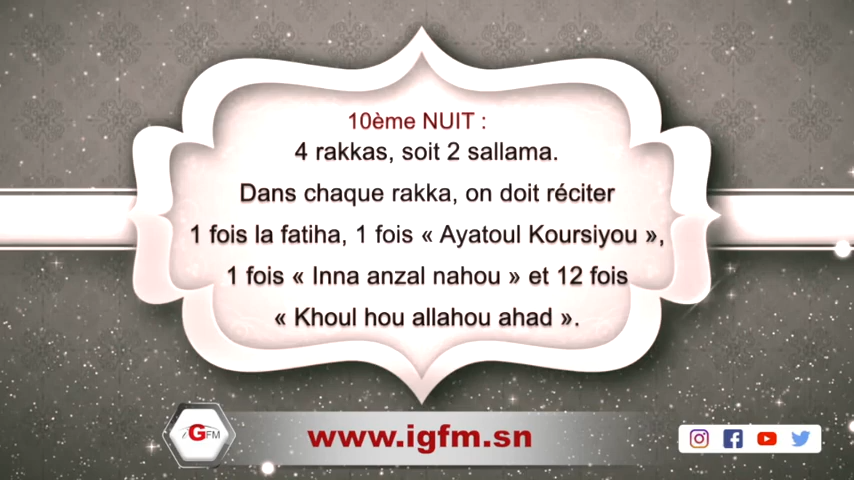 10ème NUIT :
4 rakkas, soit 2 sallama.
Dans chaque rakka, on doit réciter
1 fois la fatiha, 1 fois « Ayatoul Koursiyou »,
1 fois « Inna anzal nahou » et 12 fois
« Khoul hou allahou ahad ».
iGFM
www.igfm.sn